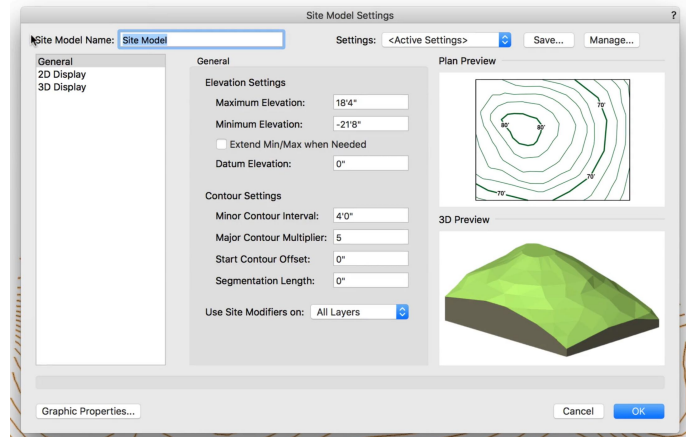 Site Model Settings
?
Site Model Name: Site Model
Settings: <Active Settings>
Save...
Manage...
General
2D Display
3D Display
General
Elevation Settings
Maximum Elevation: 18'4"
Minimum Elevation: -21'8"
Extend Min/Max when Needed
Datum Elevation: 0"
Contour Settings
Minor Contour Interval: 4'0"
Major Contour Multiplier: 5
Start Contour Offset: 0"
Segmentation Length: 0"
Use Site Modifiers on: All Layers
Plan Preview
70'
80'
80'
70'
70'
3D Preview
Graphic Properties...
Cancel
OK